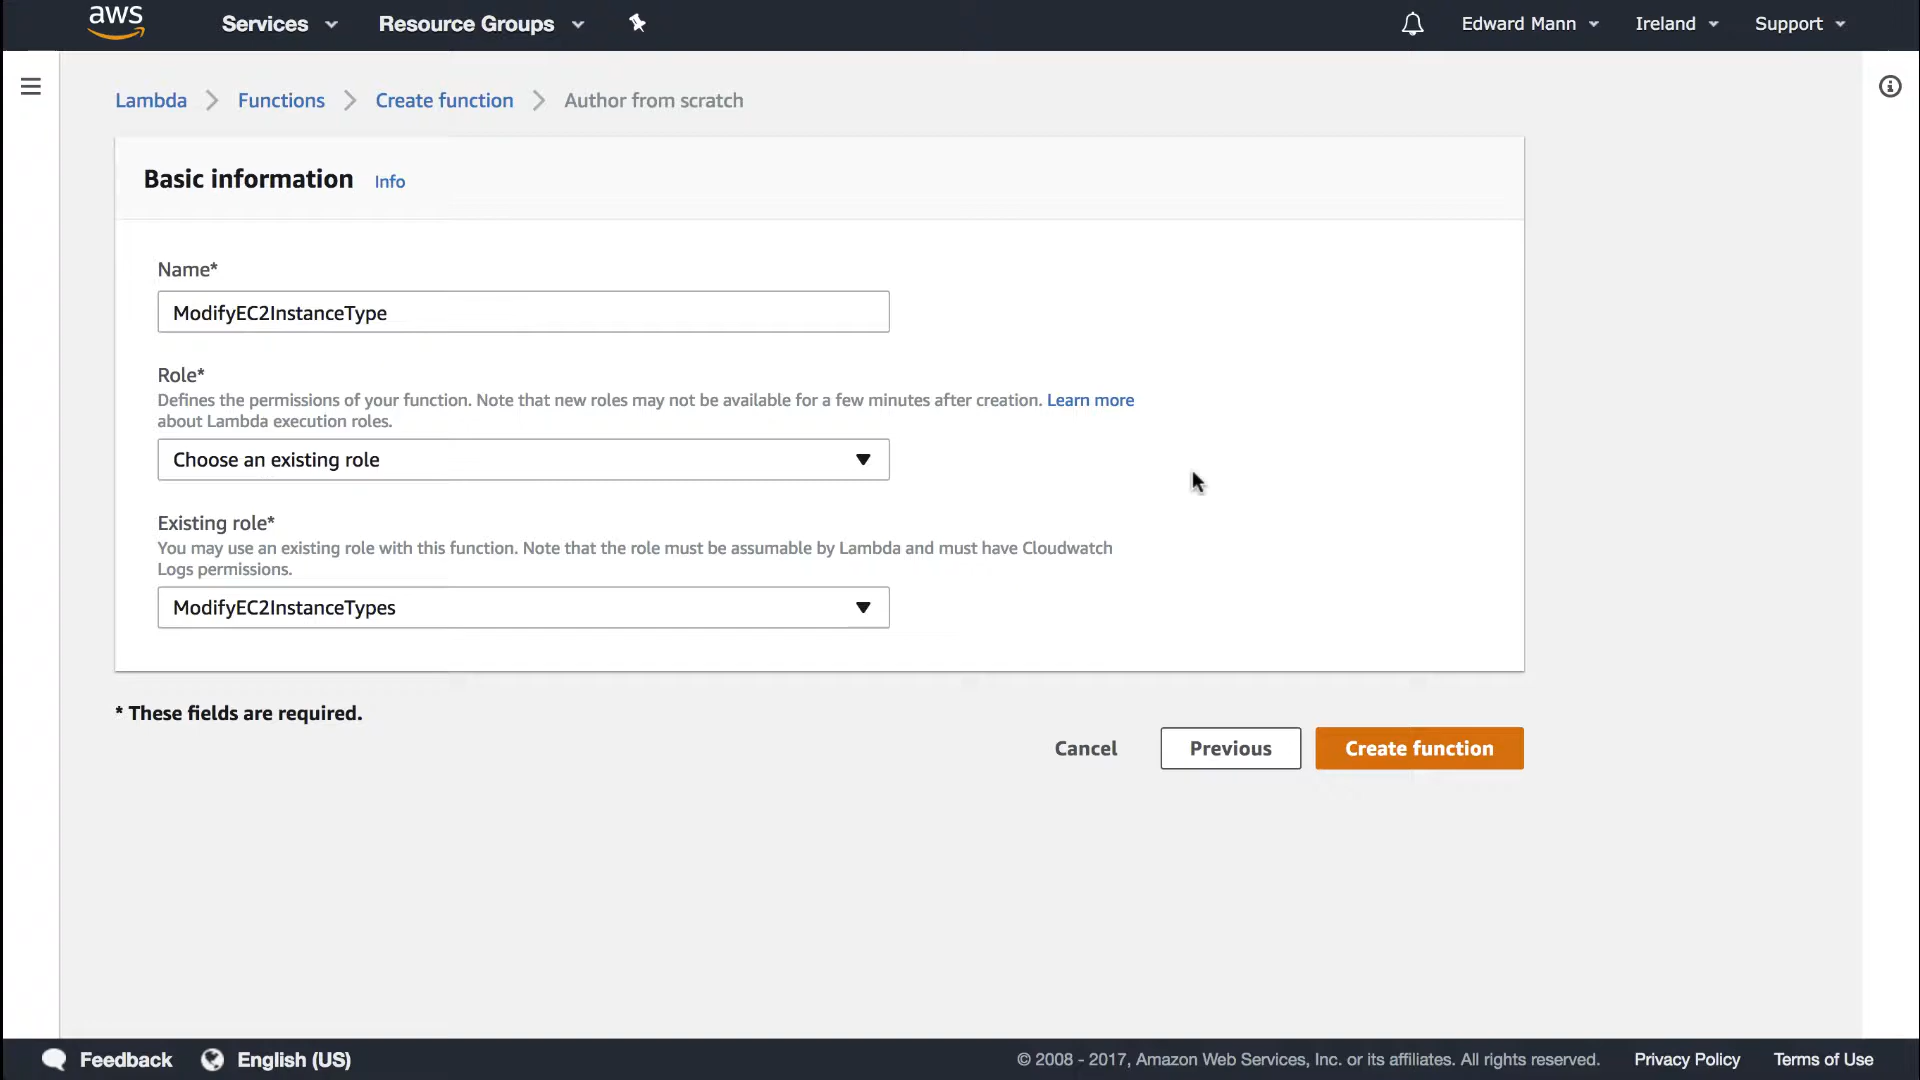 aws Services Resource Groups Edward Mann Ireland Support
Lambda Functions Create function Author from scratch
Basic information Info
Name*
ModifyEC2InstanceType
Role*
Defines the permissions of your function. Note that new roles may not be available for a few minutes after creation. Learn more
about Lambda execution roles.
Choose an existing role
Existing role*
You may use an existing role with this function. Note that the role must be assumable by Lambda and must have Cloudwatch
Logs permissions.
ModifyEC2InstanceTypes
* These fields are required.
Cancel Previous Create function
Feedback English (US) © 2008 - 2017, Amazon Web Services, Inc. or its affiliates. All rights reserved. Privacy Policy Terms of Use